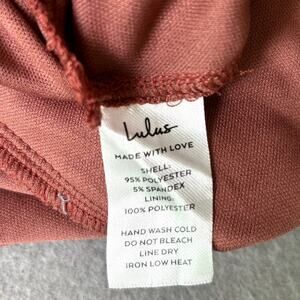 Lulus
MADE WITH LOVE
SHELL:
95% POLYESTER
5% SPANDEX
LINING:
100% POLYESTER
HAND WASH COLD
DO NOT BLEACH
LINE DRY
IRON LOW HEAT